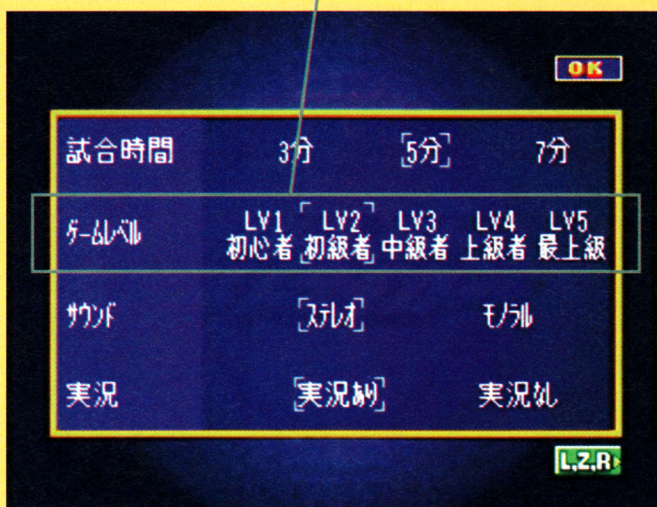 OK
試合時間 3分 5分 7分
ゲームレベル LV1 LV2 LV3 LV4 LV5
初心者 初級者 中級者 上級者 最上級
サウンド ステレオ モノラル
実況 実況あり 実況なし
L,Z,R